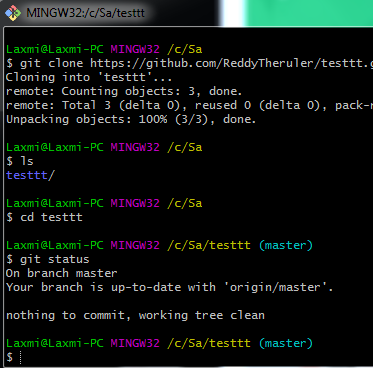 MINGW32:/c/Sa/testtt
Laxmi@Laxmi-PC MINGW32 /c/Sa
$ git clone https://github.com/ReddyTheruler/testtt.g
Cloning into 'testtt'...
remote: Counting objects: 3, done.
remote: Total 3 (delta 0), reused 0 (delta 0), pack-r
Unpacking objects: 100% (3/3), done.
Laxmi@Laxmi-PC MINGW32 /c/Sa
$ ls
testtt/
Laxmi@Laxmi-PC MINGW32 /c/Sa
$ cd testtt
Laxmi@Laxmi-PC MINGW32 /c/Sa/testtt (master)
$ git status
On branch master
Your branch is up-to-date with 'origin/master'.
nothing to commit, working tree clean
Laxmi@Laxmi-PC MINGW32 /c/Sa/testtt (master)
$